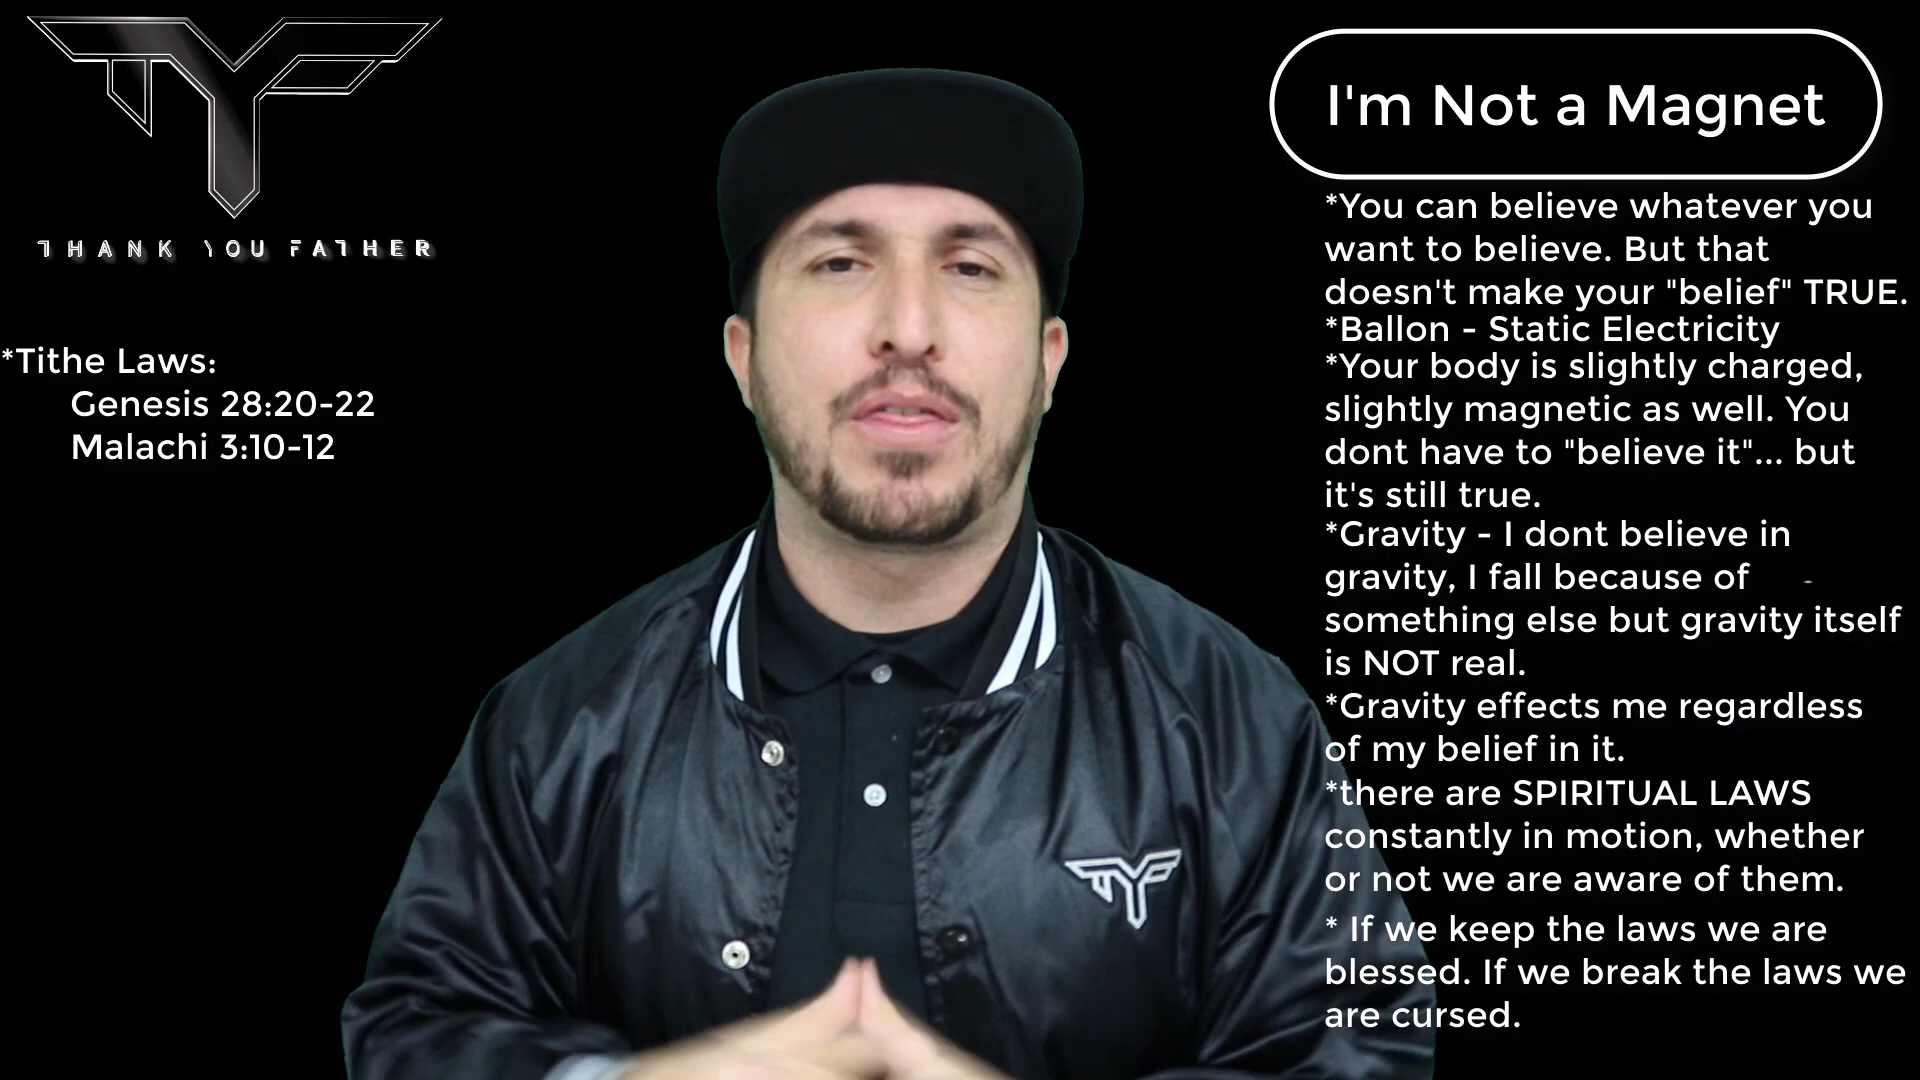 TYF
THANK YOU FATHER
*Tithe Laws:
Genesis 28:20-22
Malachi 3:10-12
I'm Not a Magnet
*You can believe whatever you
want to believe. But that
doesn't make your "belief" TRUE.
*Ballon - Static Electricity
*Your body is slightly charged,
slightly magnetic as well. You
dont have to "believe it"... but
it's still true.
*Gravity - I dont believe in
gravity, I fall because of
something else but gravity itself
is NOT real.
*Gravity effects me regardless
of my belief in it.
*there are SPIRITUAL LAWS
constantly in motion, whether
or not we are aware of them.
* If we keep the laws we are
blessed. If we break the laws we
are cursed.
TYF